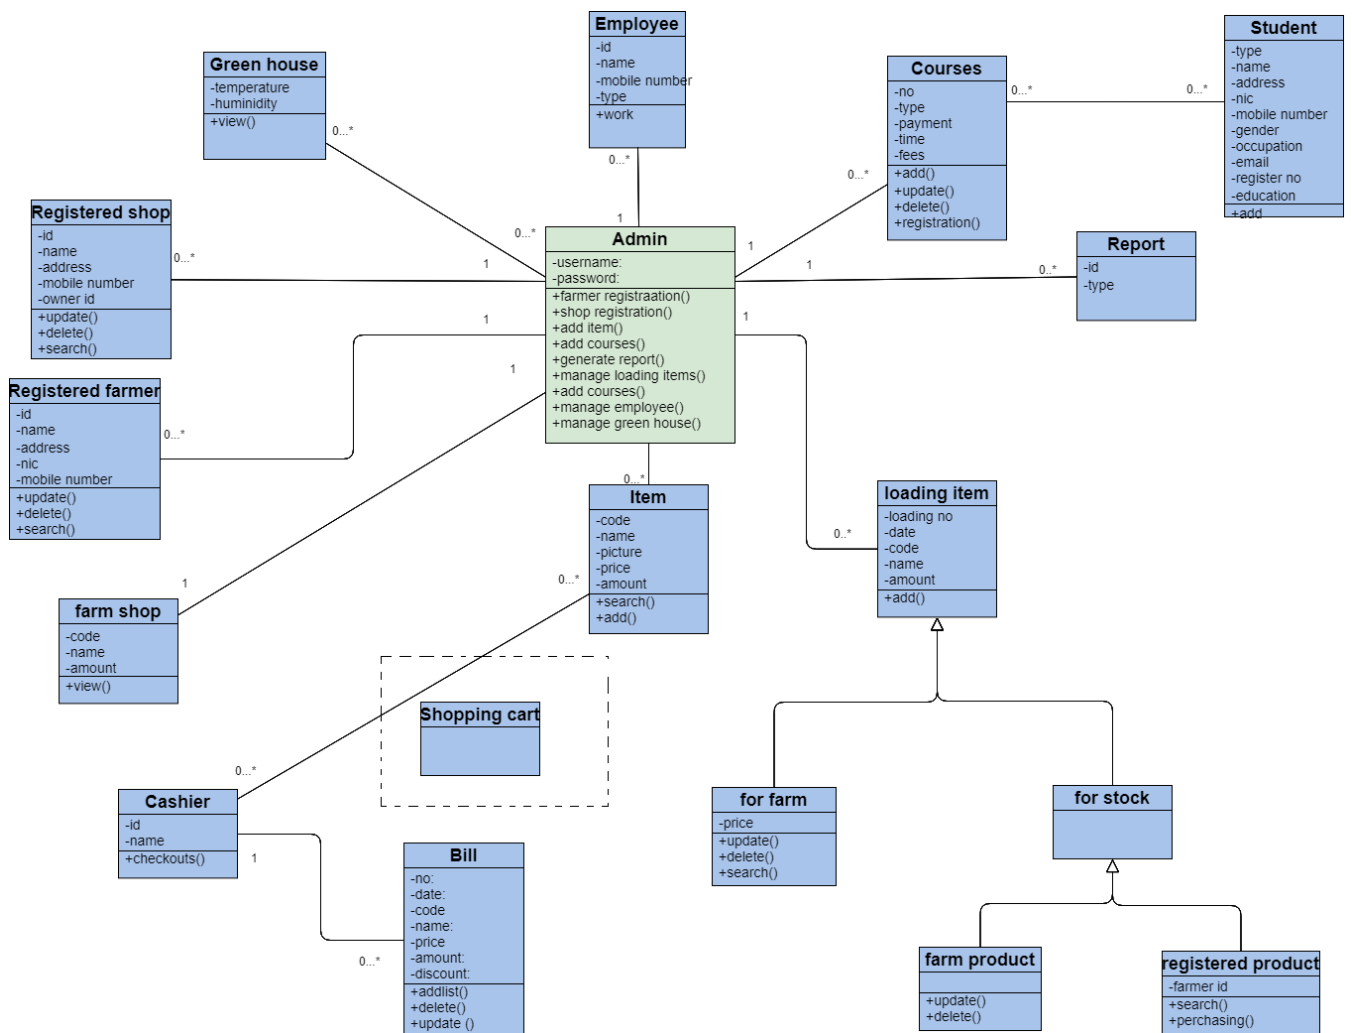 Employee
-id
-name
-mobile number
-type
+work
Student
-type
-name
-address
-nic
-mobile number
-gender
-occupation
-email
-register no
-education
+add
Green house
-temperature
-huminidity
+view()
Courses
-no
-type
-payment
-time
-fees
+add()
+update()
+delete()
+registration()
0...*
0...*
0...*
0...*
0...*
1
0...*
1
Registered shop
-id
-name
-address
-mobile number
-owner id
+update()
+delete()
+search()
0...*
1
Admin
-username:
-password:
+farmer registraation()
+shop registration()
+add item()
+add courses()
+generate report()
+manage loading items()
+add courses()
+manage employee()
+manage green house()
1
0..*
Report
-id
-type
1
1
1
Registered farmer
-id
-name
-address
-nic
-mobile number
+update()
+delete()
+search()
0...*
0...*
Item
-code
-name
-picture
-price
-amount
+search()
+add()
0...*
loading item
-loading no
-date
-code
-name
-amount
+add()
0..*
1
farm shop
-code
-name
-amount
+view()
Shopping cart
0...*
Cashier
-id
-name
+checkouts()
1
for farm
-price
+update()
+delete()
+search()
for stock
Bill
-no:
-date:
-code
-name:
-price
-amount:
-discount:
+addlist()
+delete()
+update ()
0...*
farm product
+update()
+delete()
registered product
-farmer id
+search()
+perchasing()